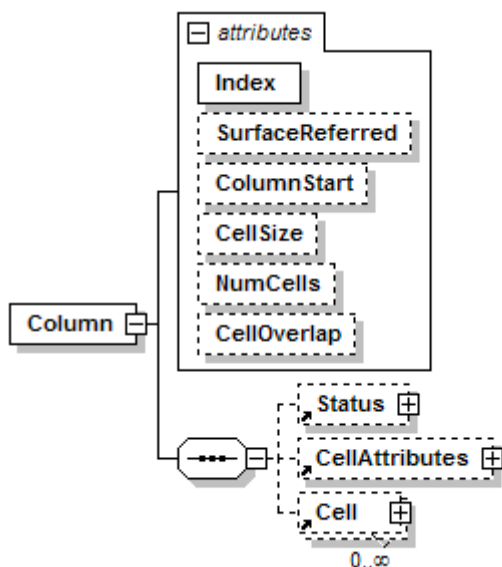 attributes
Index
SurfaceReferred
ColumnStart
CellSize
NumCells
CellOverlap
Column
Status
CellAttributes
Cell
0..∞